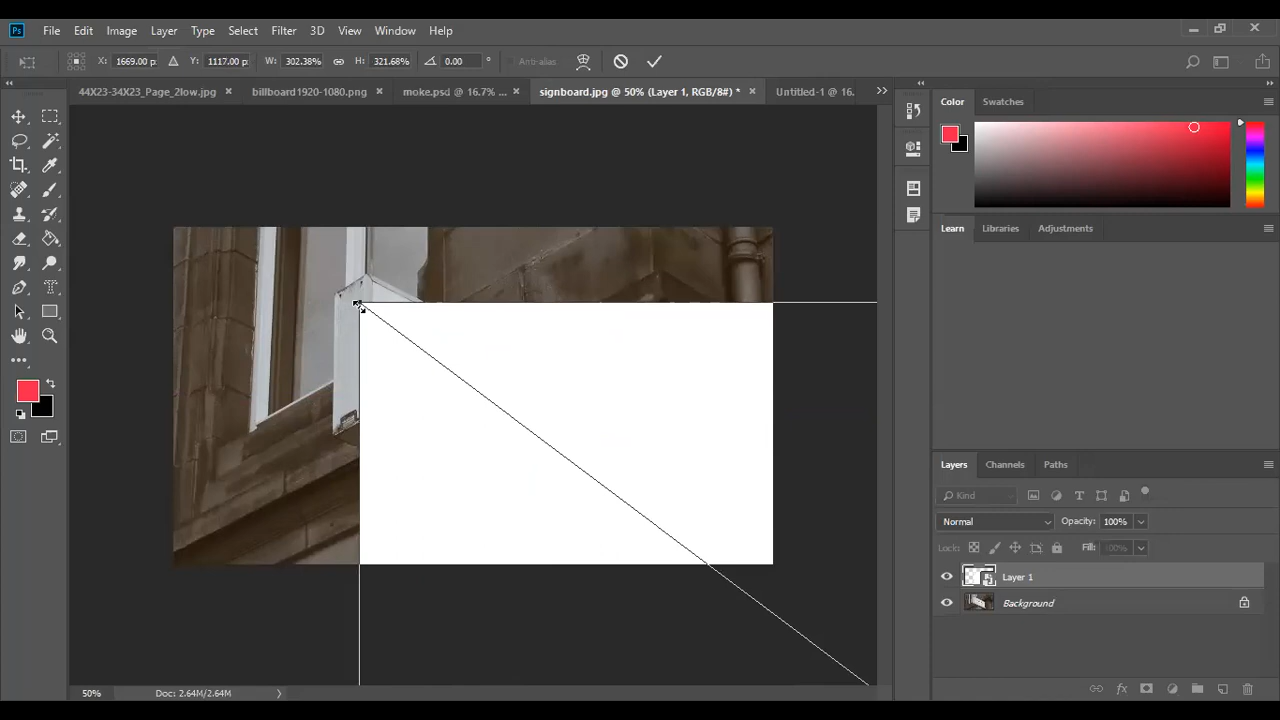 Ps File Edit Image Layer Type Select Filter 3D View Window Help
X: 1669.00 p Y: 1117.00 p W: 302.38% H: 321.68% 0.00 ° Anti-alias
44X23-34X23_Page_2low.jpg × billboard1920-1080.png × moke.psd @ 16.7% ... × signboard.jpg @ 50% (Layer 1, RGB/8#) * × Untitled-1 @ 16.
Color Swatches
Learn Libraries Adjustments
Layers Channels Paths
Kind
Normal Opacity: 100%
Lock: Fill: 100%
Layer 1
Background
50% Doc: 2.64M/2.64M